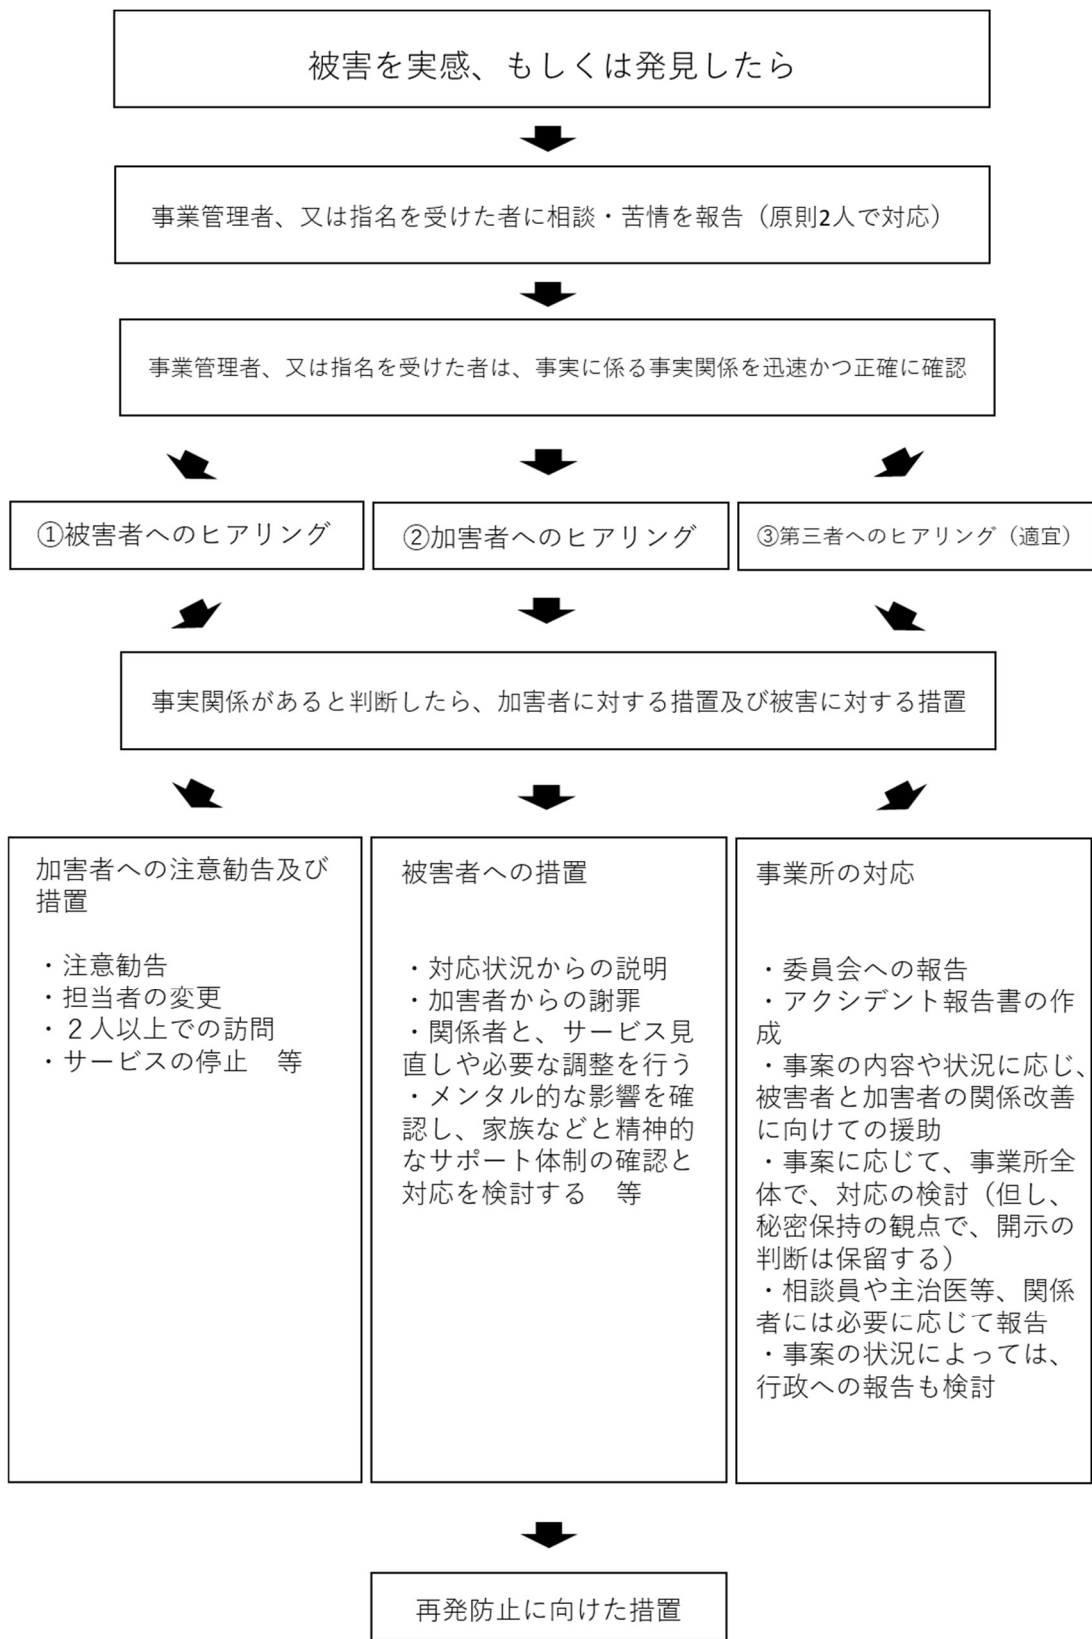 被害を実感、もしくは発見したら
事業管理者、又は指名を受けた者に相談・苦情を報告（原則2人で対応）
事業管理者、又は指名を受けた者は、事実に係る事実関係を迅速かつ正確に確認
①被害者へのヒアリング
②加害者へのヒアリング
③第三者へのヒアリング（適宜）
事実関係があると判断したら、加害者に対する措置及び被害に対する措置
加害者への注意勧告及び
措置
・注意勧告
・担当者の変更
・２人以上での訪問
・サービスの停止　等
被害者への措置
・対応状況からの説明
・加害者からの謝罪
・関係者と、サービス見
直しや必要な調整を行う
・メンタル的な影響を確
認し、家族などと精神的
なサポート体制の確認と
対応を検討する　等
事業所の対応
・委員会への報告
・アクシデント報告書の作
成
・事案の内容や状況に応じ、
被害者と加害者の関係改善
に向けての援助
・事案に応じて、事業所全
体で、対応の検討（但し、
秘密保持の観点で、開示の
判断は保留する）
・相談員や主治医等、関係
者には必要に応じて報告
・事案の状況によっては、
行政への報告も検討
再発防止に向けた措置